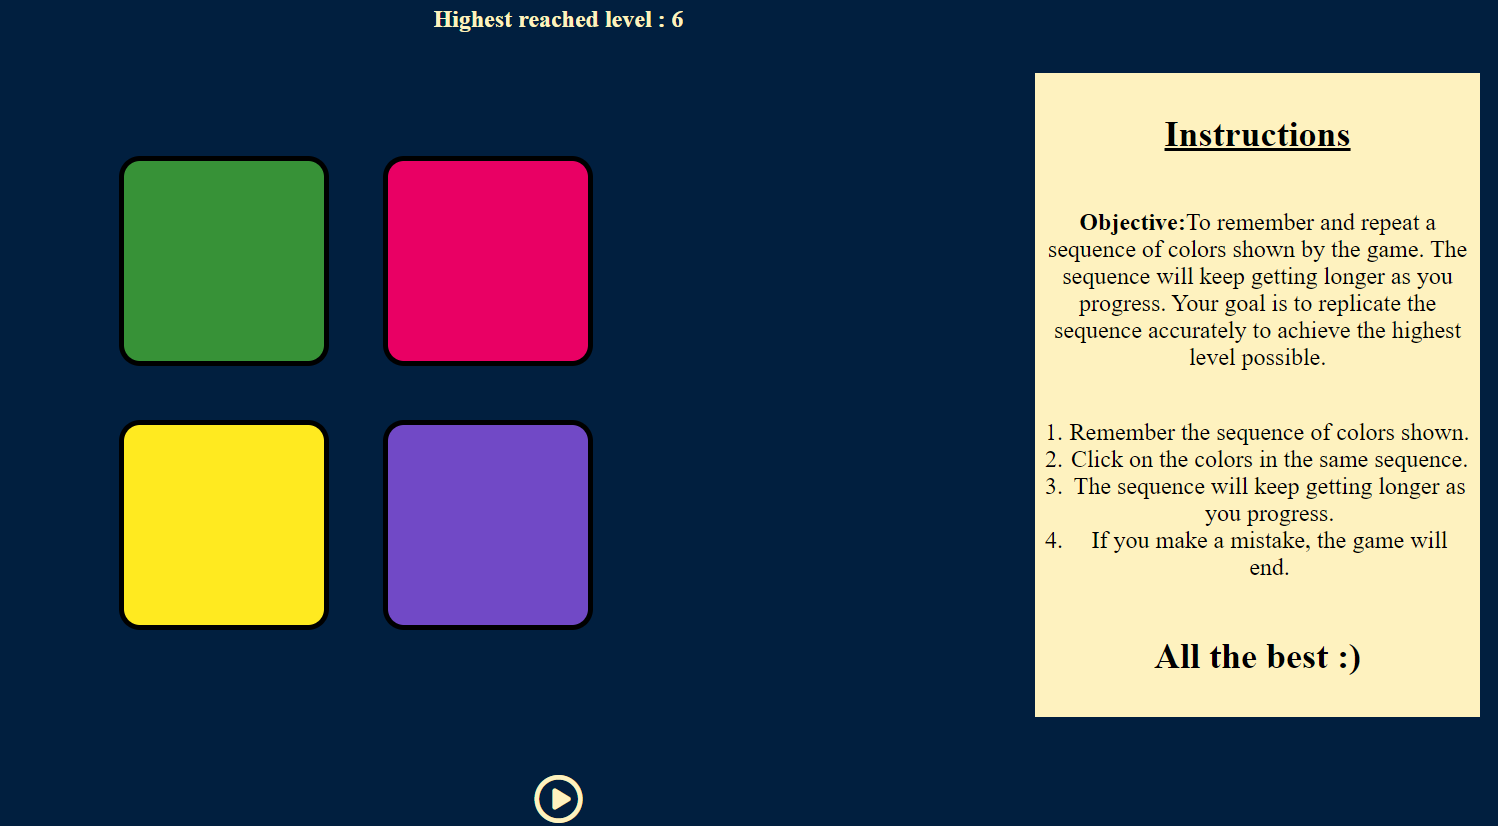 Highest reached level : 6
Instructions
Objective:To remember and repeat a
sequence of colors shown by the game. The
sequence will keep getting longer as you
progress. Your goal is to replicate the
sequence accurately to achieve the highest
level possible.
1. Remember the sequence of colors shown.
2. Click on the colors in the same sequence.
3. The sequence will keep getting longer as
you progress.
4. If you make a mistake, the game will
end.
All the best :)